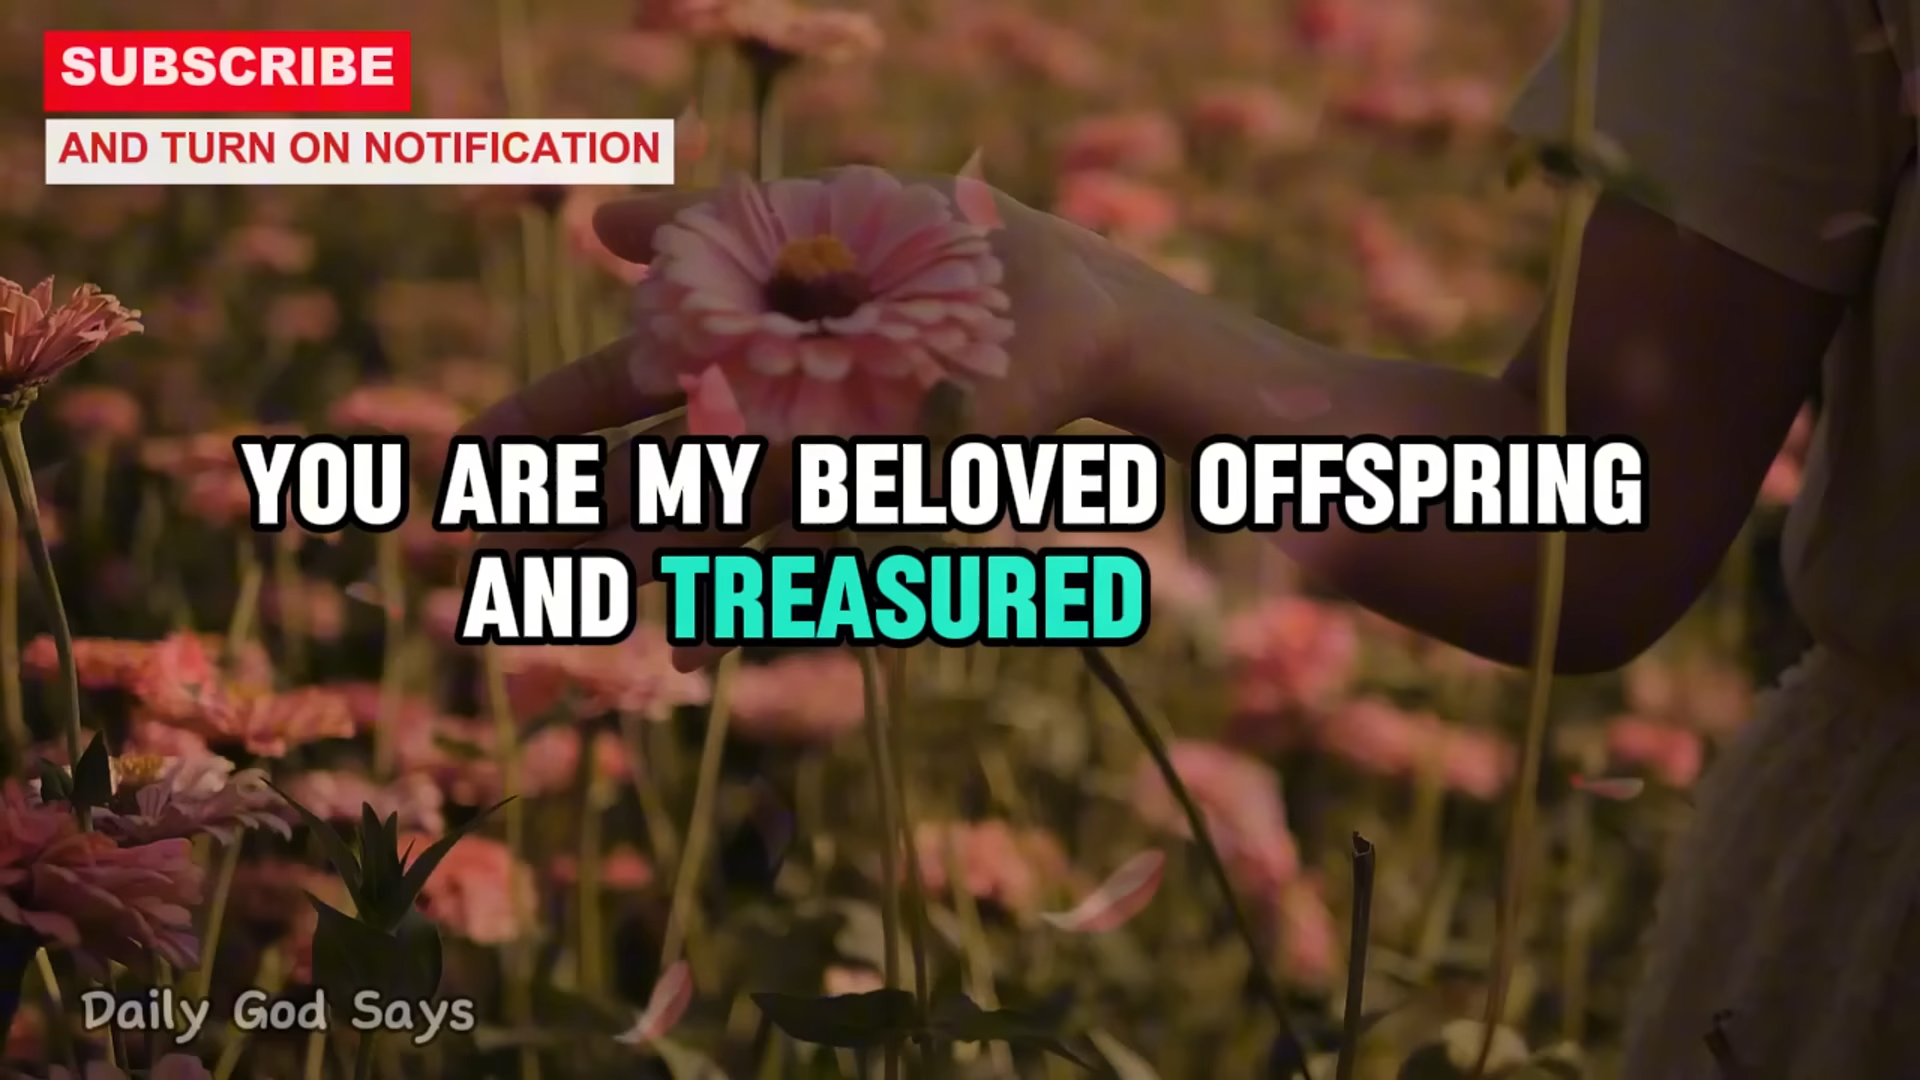 SUBSCRIBE
AND TURN ON NOTIFICATION
YOU ARE MY BELOVED OFFSPRING
AND TREASURED
Daily God Says